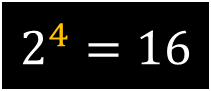 2⁴ = 16